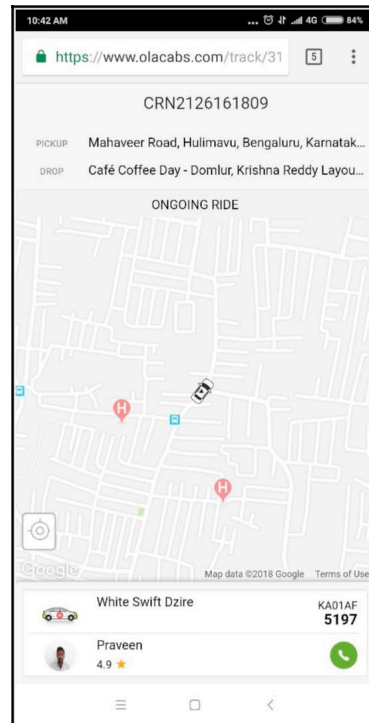 10:42 AM ... 4G 84%
https://www.olacabs.com/track/31 5
CRN2126161809
PICKUP Mahaveer Road, Hulimavu, Bengaluru, Karnatak...
DROP Café Coffee Day - Domlur, Krishna Reddy Layou...
ONGOING RIDE
H
H
Google Map data ©2018 Google Terms of Use
White Swift Dzire KA01AF
5197
Praveen
4.9 ★